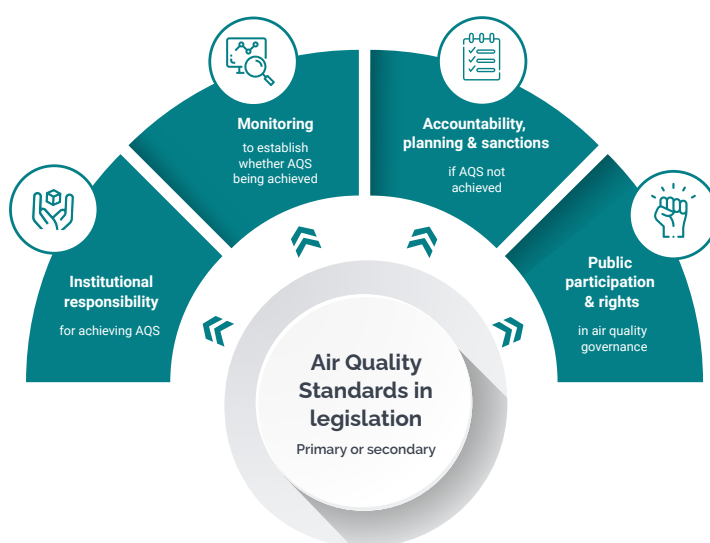 Institutional
responsibility
for achieving AQS
Monitoring
to establish
whether AQS
being achieved
Accountability,
planning & sanctions
if AQS not
achieved
Public
participation
& rights
in air quality
governance
Air Quality
Standards in
legislation
Primary or secondary